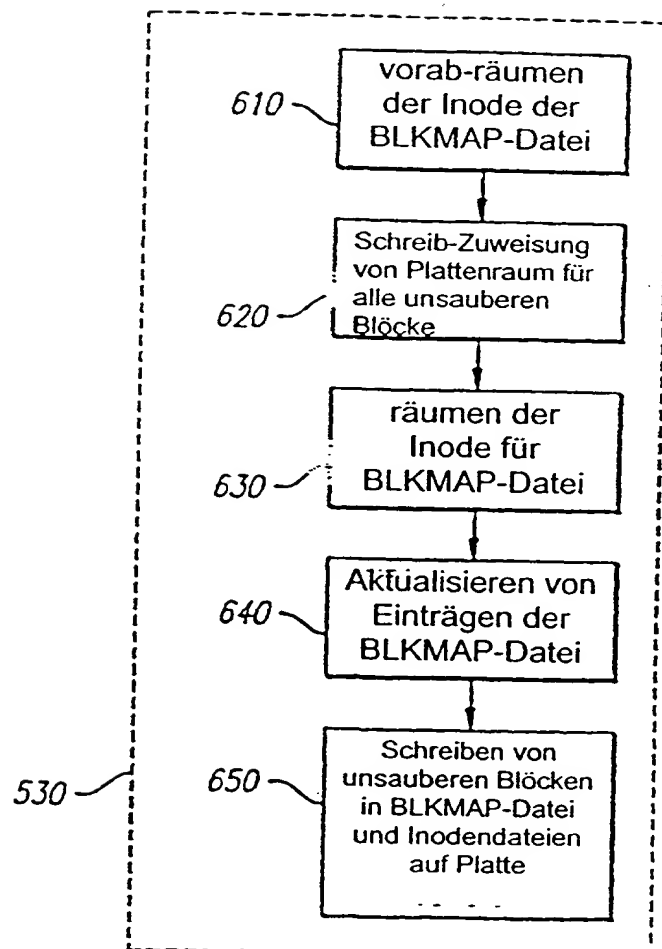 610
vorab-räumen
der Inode der
BLKMAP-Datei
620
Schreib-Zuweisung
von Plattenraum für
alle unsauberen
Blöcke
630
räumen der
Inode für
BLKMAP-Datei
640
Aktualisieren von
Einträgen der
BLKMAP-Datei
530
650
Schreiben von
unsauberen Blöcken
in BLKMAP-Datei
und Inodendateien
auf Platte